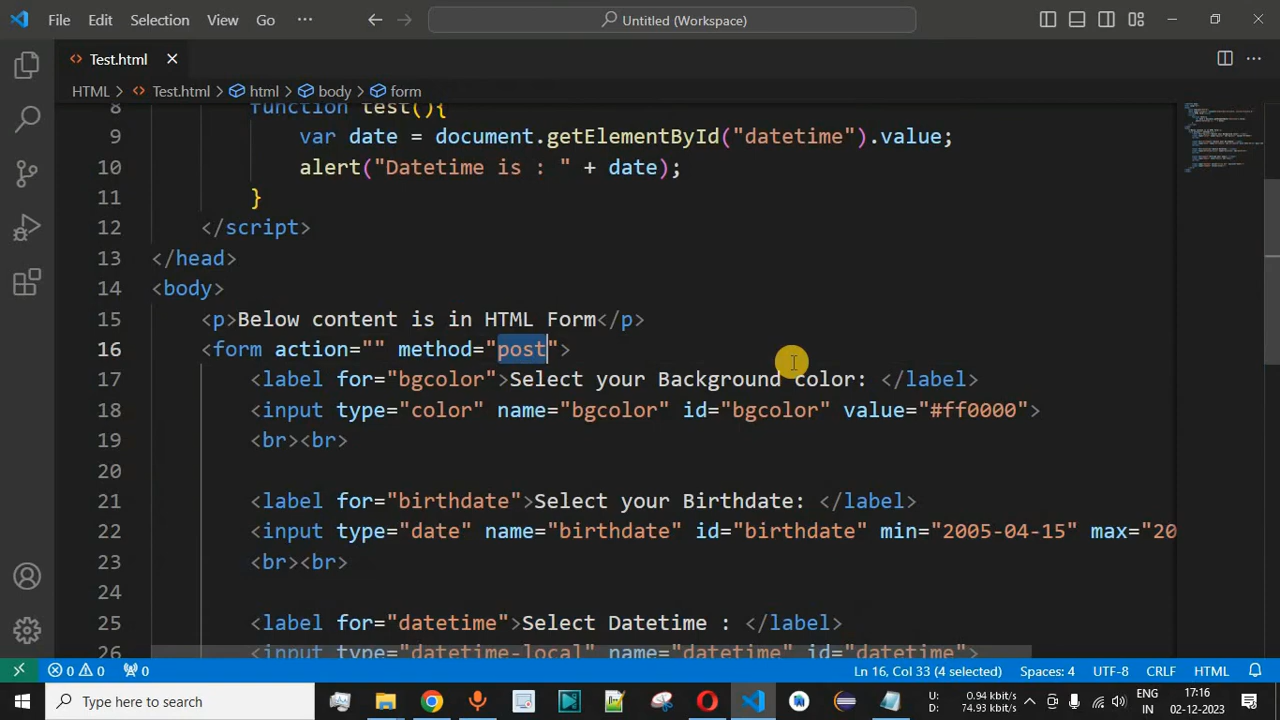 File Edit Selection View Go ··· Untitled (Workspace)
Test.html
HTML > Test.html > html > body > form
8 function test(){
9 var date = document.getElementById("datetime").value;
10 alert("Datetime is : " + date);
11 }
12 </script>
13 </head>
14 <body>
15 <p>Below content is in HTML Form</p>
16 <form action="" method="post">
17 <label for="bgcolor">Select your Background color: </label>
18 <input type="color" name="bgcolor" id="bgcolor" value="#ff0000">
19 <br><br>
20
21 <label for="birthdate">Select your Birthdate: </label>
22 <input type="date" name="birthdate" id="birthdate" min="2005-04-15" max="20
23 <br><br>
24
25 <label for="datetime">Select Datetime : </label>
26 <input type="datetime-local" name="datetime" id="datetime">
0 0 0 Ln 16, Col 33 (4 selected) Spaces: 4 UTF-8 CRLF HTML
Type here to search U: 0.94 kbit/s ENG 17:16
D: 74.93 kbit/s IN 02-12-2023